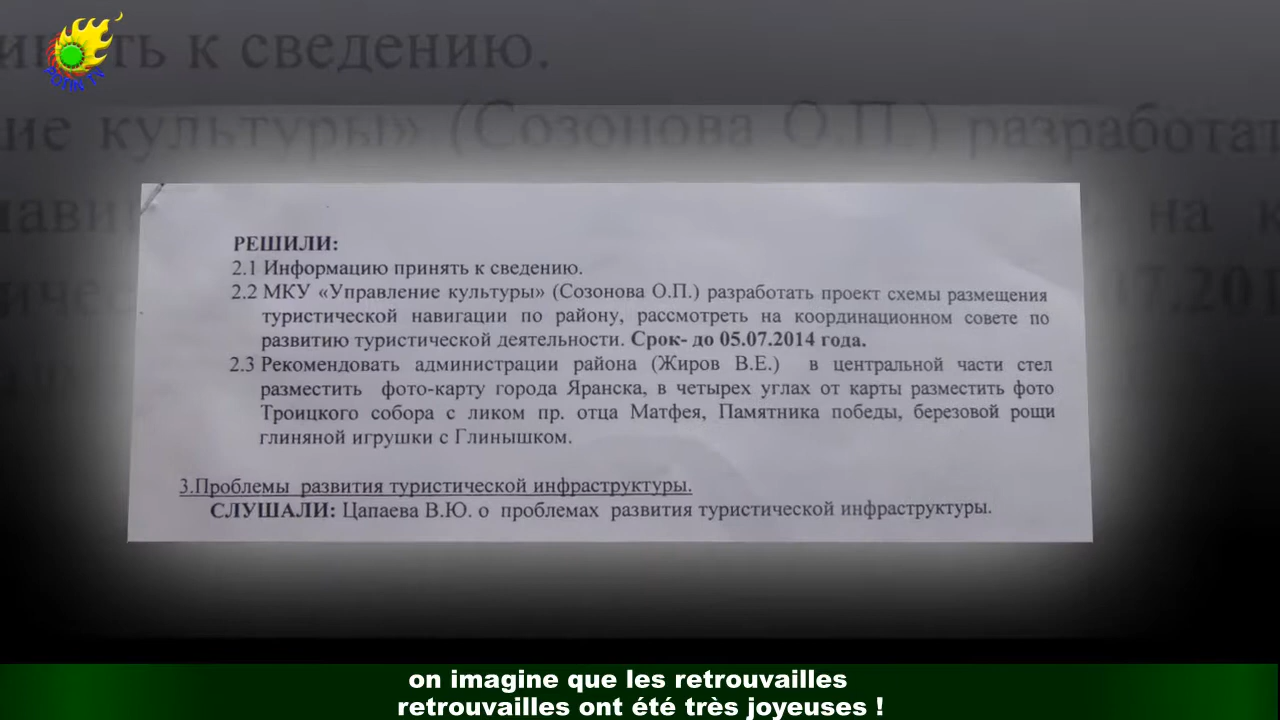 к сведению.
культуры» (Созонова О.П.)
на к
РЕШИЛИ:
2.1 Информацию принять к сведению.
2.2 МКУ «Управление культуры» (Созонова О.П.) разработать проект схемы размещения
туристической навигации по району, рассмотреть на координационном совете по
развитию туристической деятельности. Срок- до 05.07.2014 года.
2.3 Рекомендовать администрации района (Жиров В.Е.) в центральной части стел
разместить фото-карту города Яранска, в четырех углах от карты разместить фото
Троицкого собора с ликом пр. отца Матфея, Памятника победы, березовой рощи
глиняной игрушки с Глинышком.
3.Проблемы развития туристической инфраструктуры.
СЛУШАЛИ: Цапаева В.Ю. о проблемах развития туристической инфраструктуры.
on imagine que les retrouvailles
retrouvailles ont été très joyeuses !